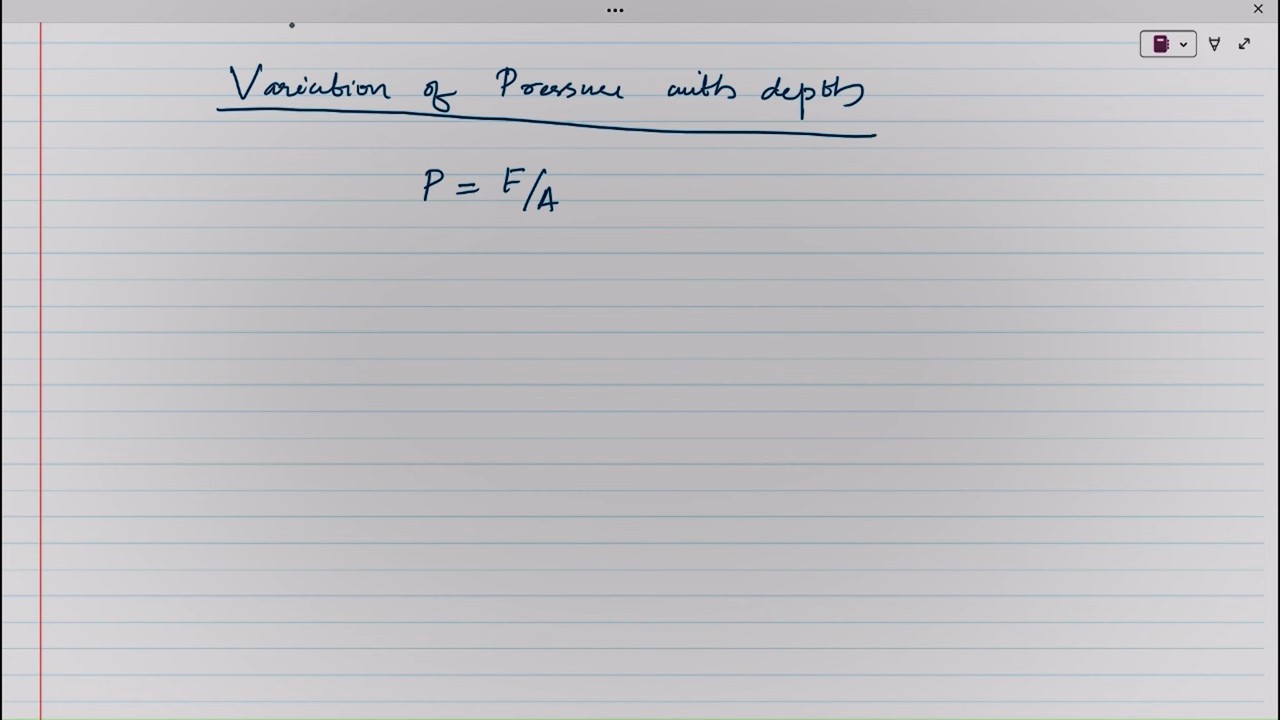 Variation of Pressure with depth
P = F/A